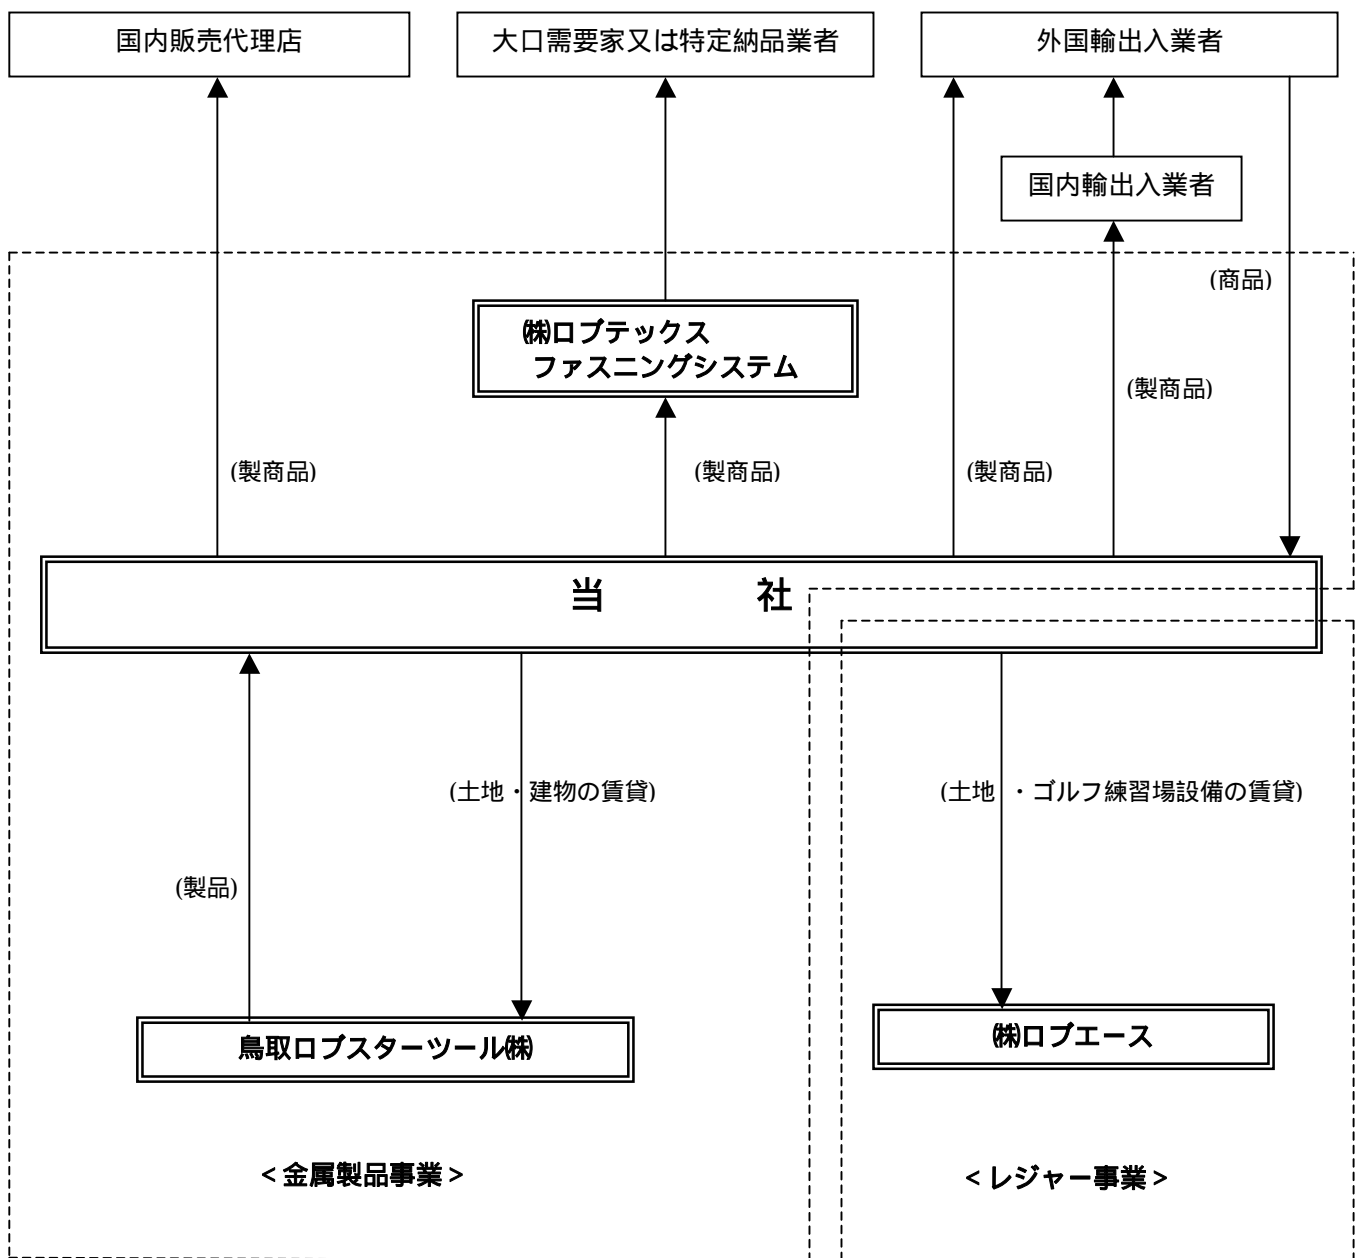 国内販売代理店
大口需要家又は特定納品業者
外国輸出入業者
国内輸出入業者
(商品)
㈱ロブテックス
ファスニングシステム
(製商品)
(製商品)
(製商品)
(製商品)
当 社
(土地・建物の賃貸)
(土地 ・ゴルフ練習場設備の賃貸)
(製品)
鳥取ロブスターツール㈱
㈱ロブエース
<金属製品事業>
<レジャー事業>